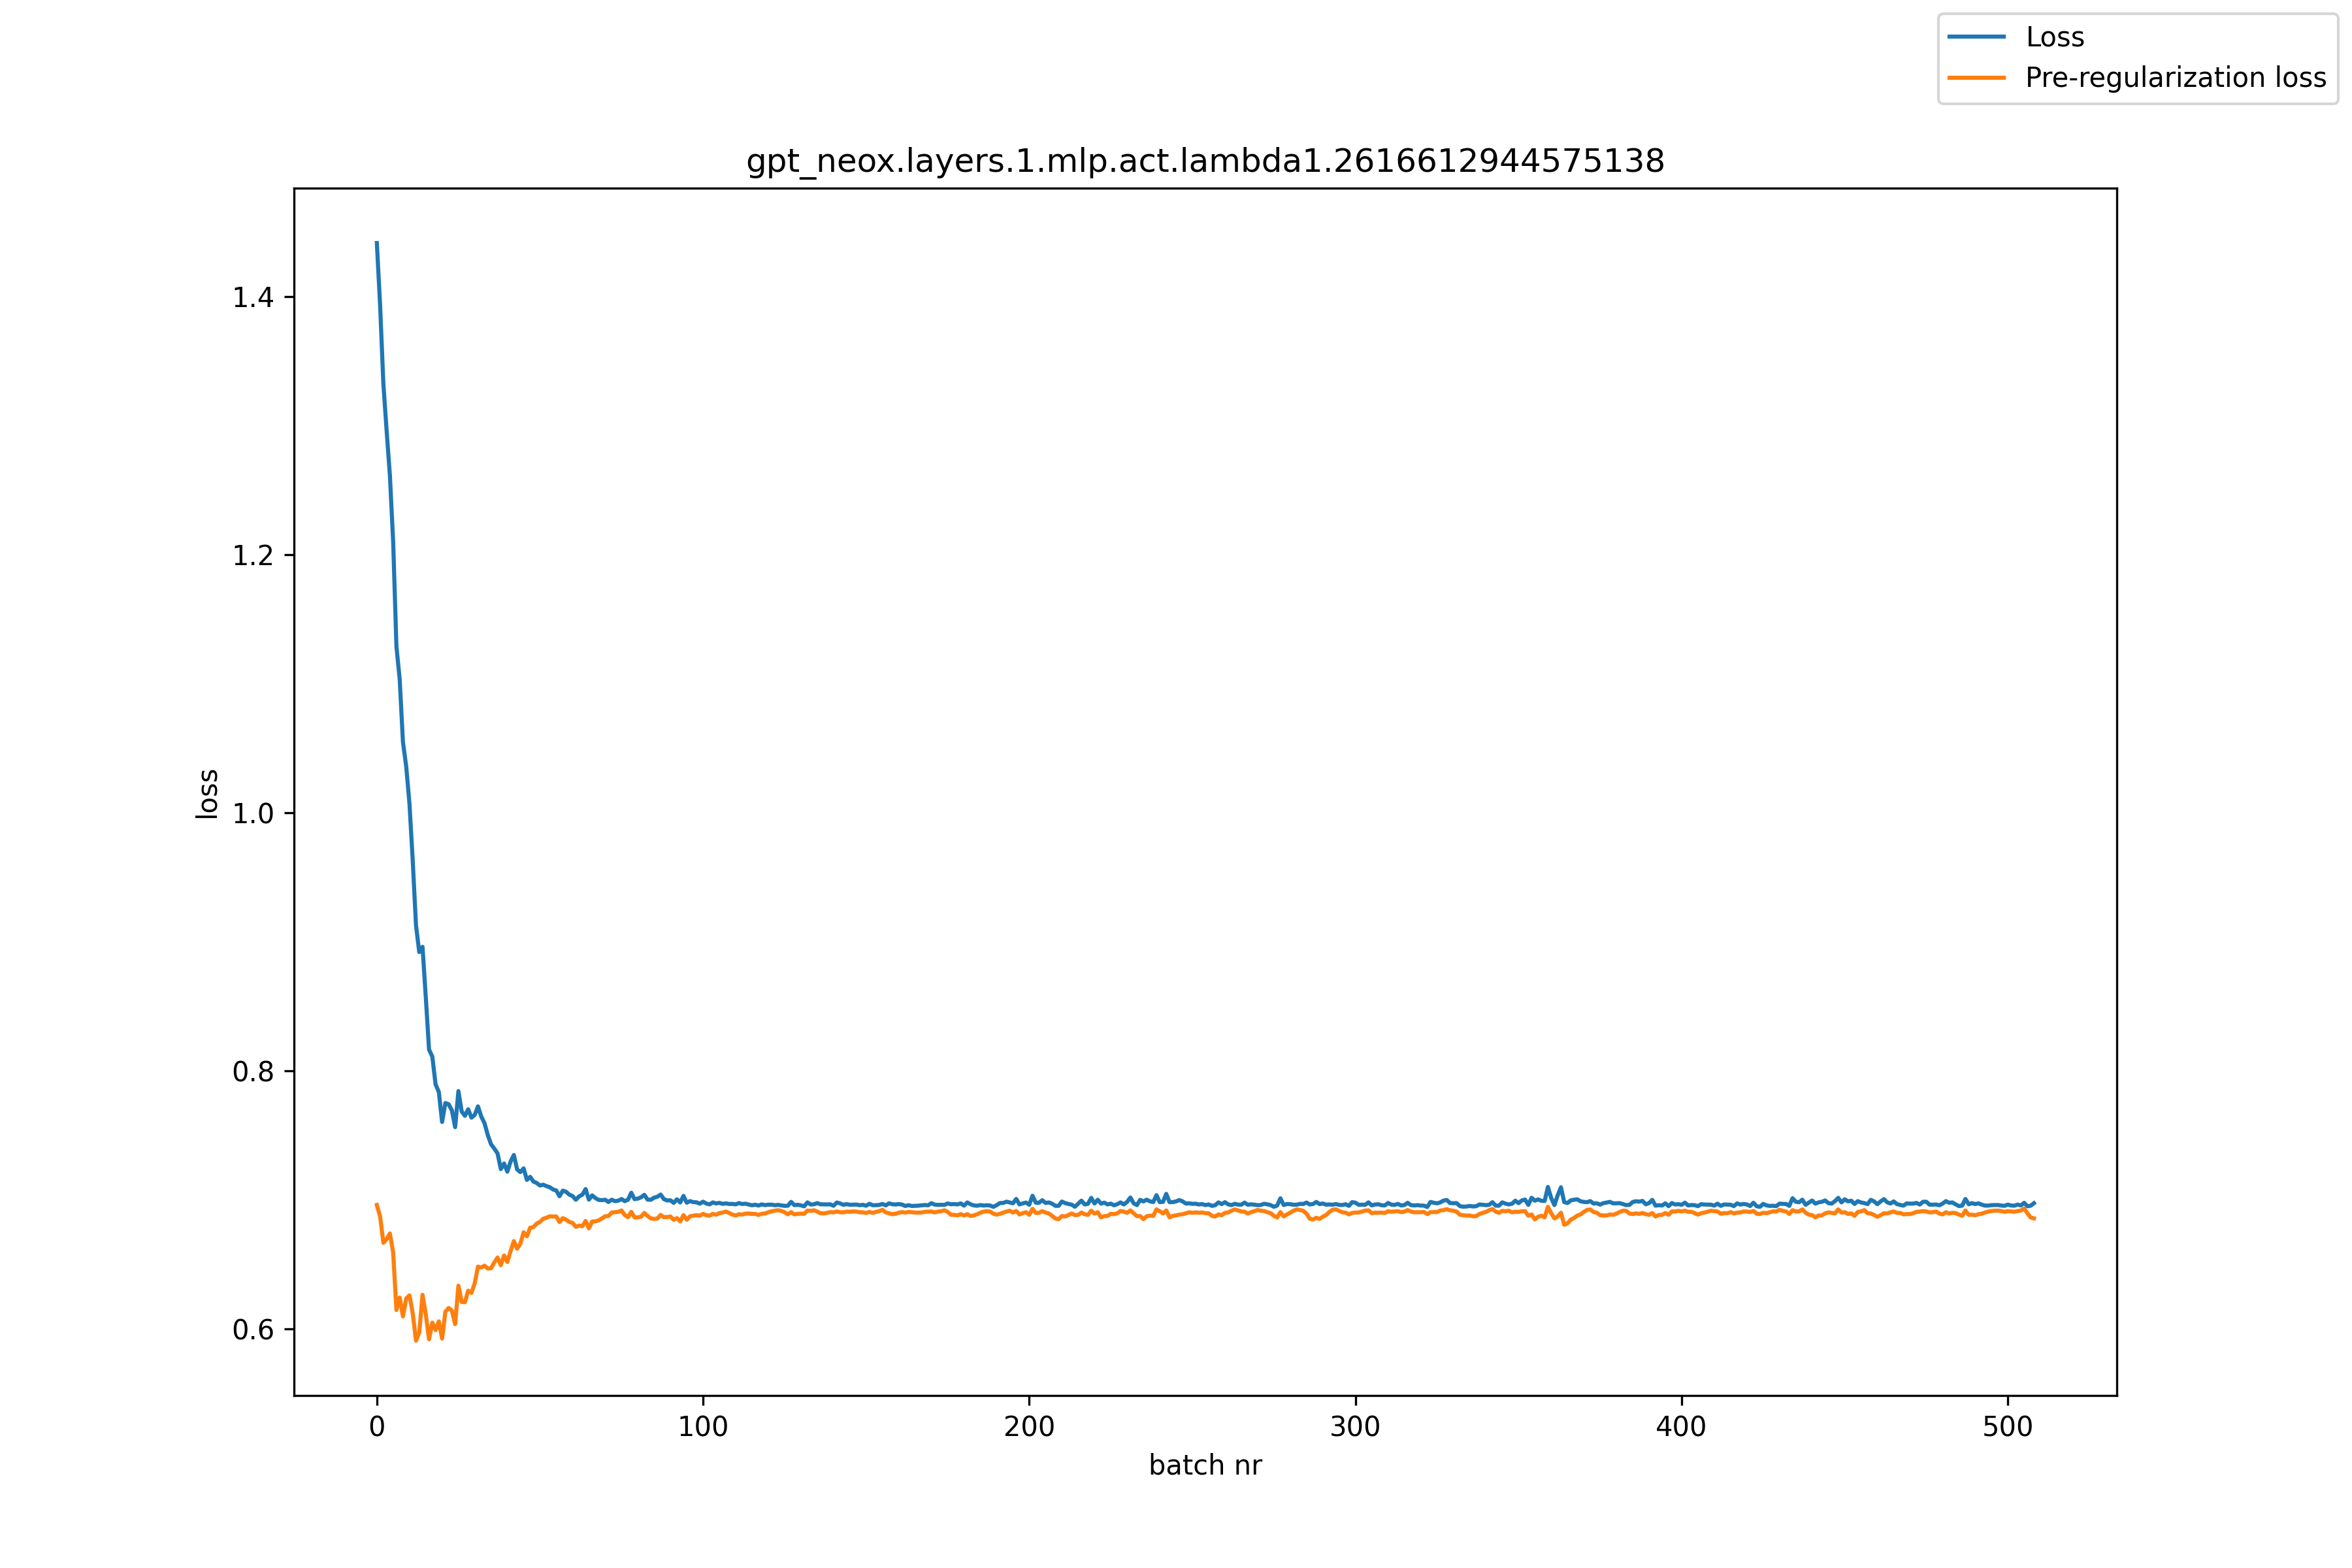 Loss
Pre-regularization loss
gpt_neox.layers.1.mlp.act.lambda1.2616612944575138
loss
1.4
1.2
1.0
0.8
0.6
0 100 200 300 400 500
batch nr